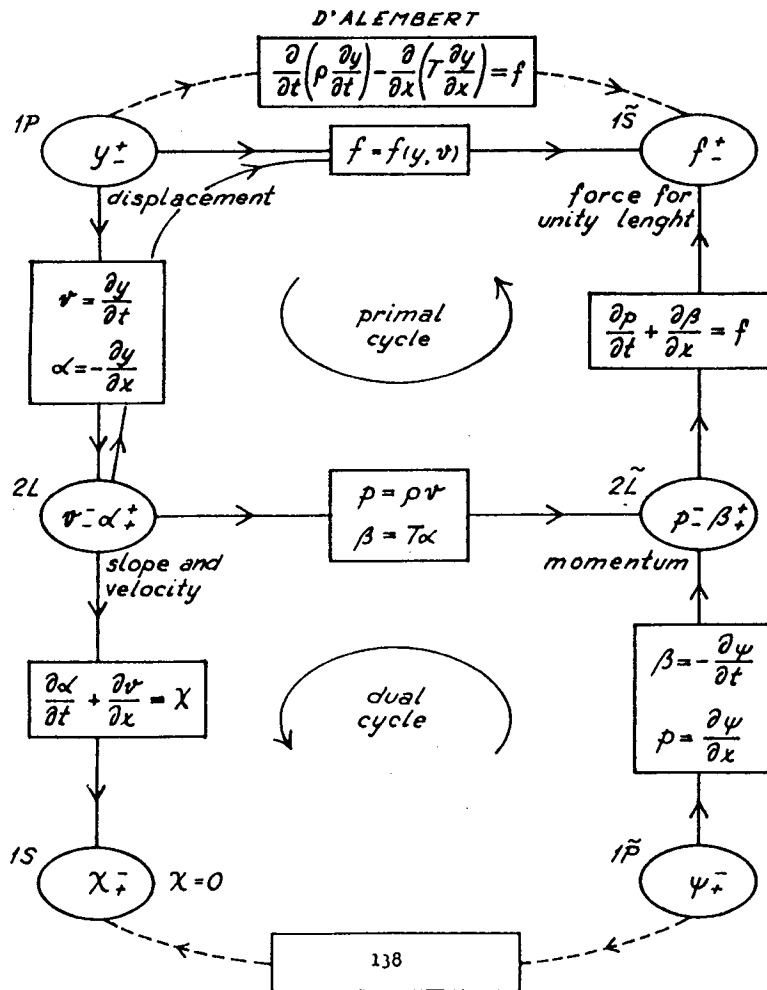 D'ALEMBERT
∂/∂t(ρ ∂y/∂t) - ∂/∂x(T ∂y/∂x) = f
1P
1S̃
y⁺₋
f = f(y, v)
f⁺₋
displacement
force for
unity lenght
v = ∂y/∂t
α = -∂y/∂x
primal
cycle
∂p/∂t + ∂β/∂x = f
2L
2L̃
v⁻₋ α⁺₊
p = ρv
β = Tα
p⁻₋ β⁺₊
slope and
velocity
momentum
∂α/∂t + ∂v/∂x = χ
dual
cycle
β = -∂ψ/∂t
p = ∂ψ/∂x
1S
1P̃
χ⁻₊
χ = 0
ψ⁻₊
138